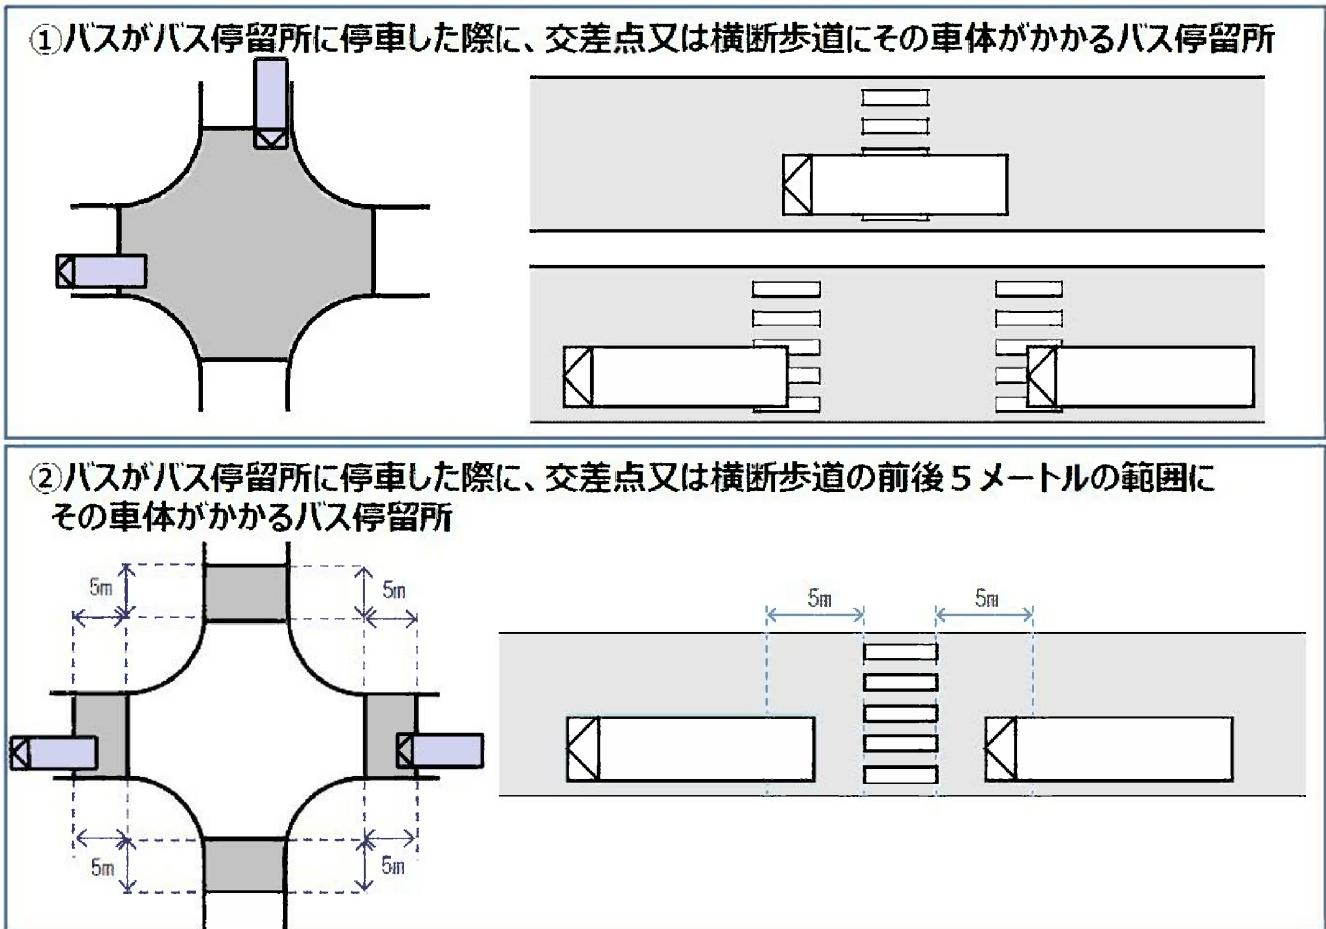 ①バスがバス停留所に停車した際に、交差点又は横断歩道にその車体がかかるバス停留所
②バスがバス停留所に停車した際に、交差点又は横断歩道の前後5メートルの範囲に
その車体がかかるバス停留所
5m
5m
5m
5m
5m
5m